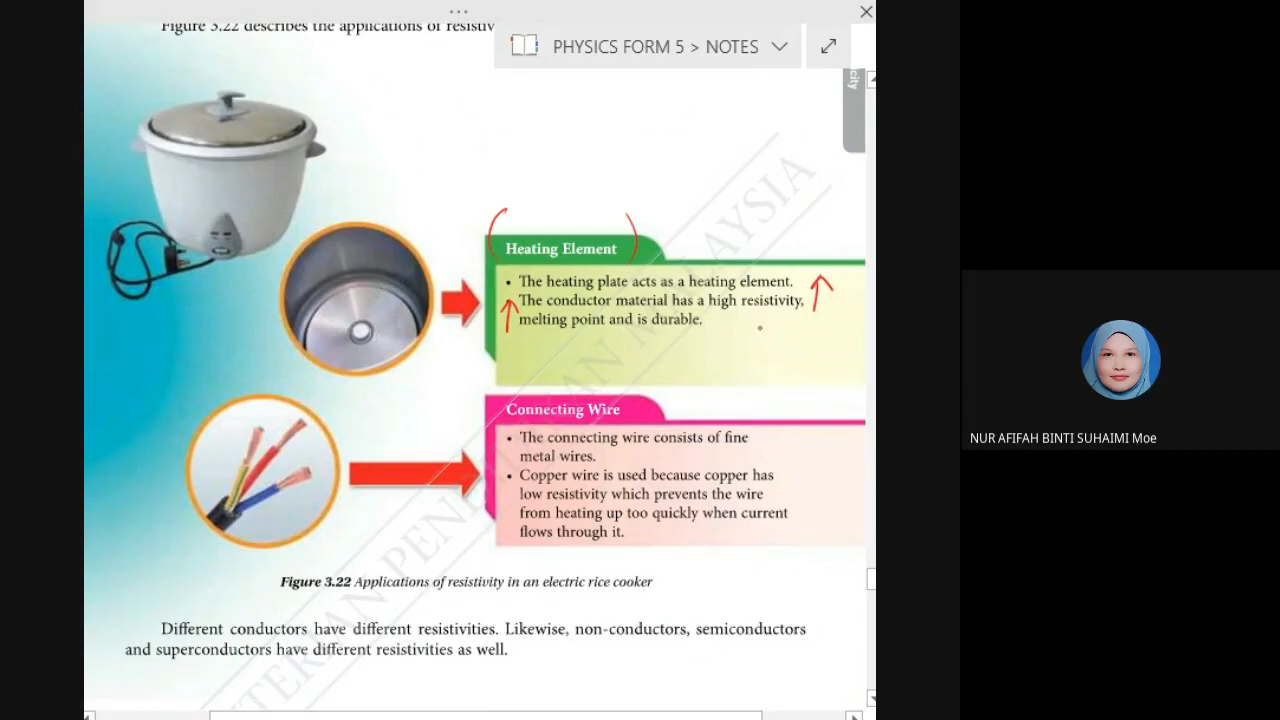 Figure 3.22 describes the applications of resistiv
PHYSICS FORM 5 > NOTES
city
Heating Element
• The heating plate acts as a heating element.
The conductor material has a high resistivity,
melting point and is durable.
Connecting Wire
• The connecting wire consists of fine
metal wires.
• Copper wire is used because copper has
low resistivity which prevents the wire
from heating up too quickly when current
flows through it.
NUR AFIFAH BINTI SUHAIMI Moe
Figure 3.22 Applications of resistivity in an electric rice cooker
Different conductors have different resistivities. Likewise, non-conductors, semiconductors
and superconductors have different resistivities as well.